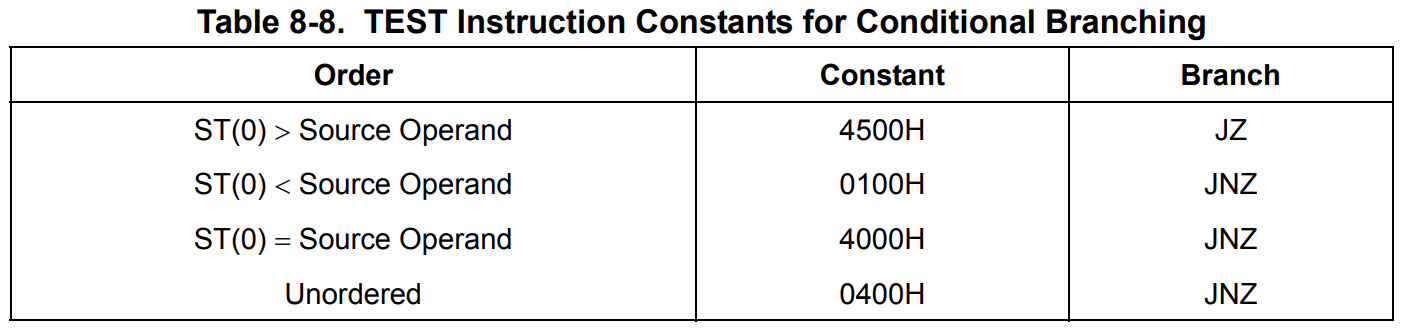 Table 8-8. TEST Instruction Constants for Conditional Branching
Order Constant Branch
ST(0) > Source Operand 4500H JZ
ST(0) < Source Operand 0100H JNZ
ST(0) = Source Operand 4000H JNZ
Unordered 0400H JNZ